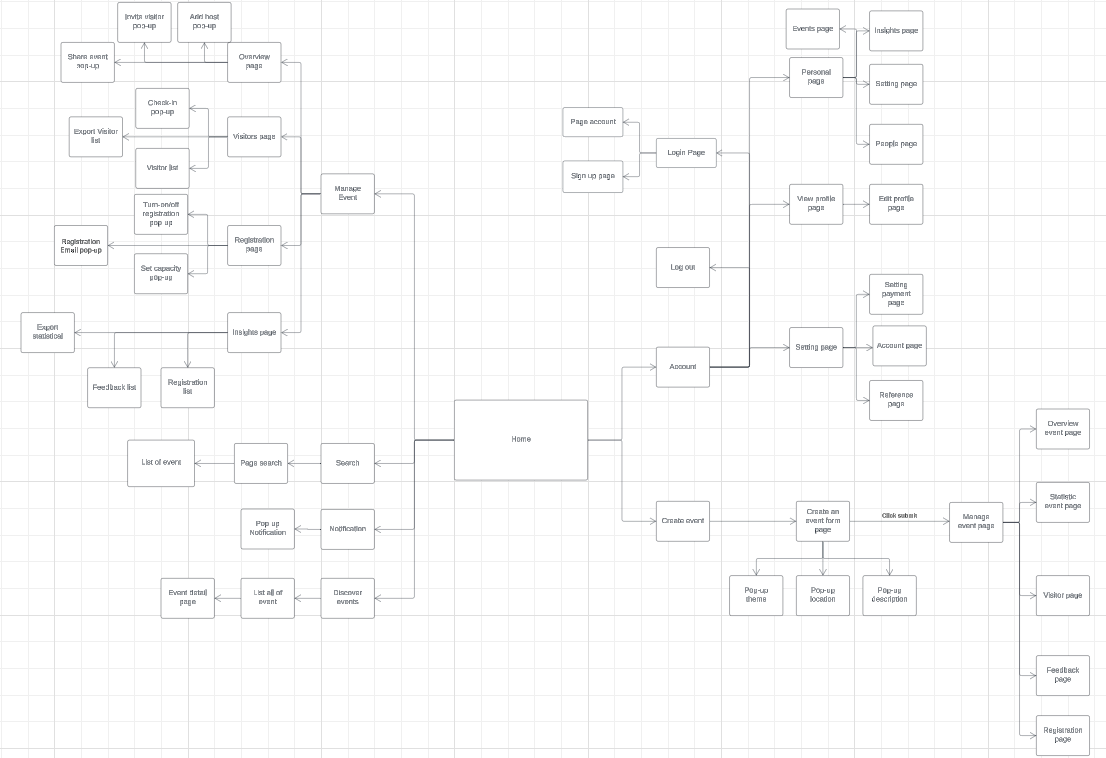 Invite visitor
pop-up
Add host
pop-up
Share event
pop-up
Overview
page
Check-in
pop-up
Export Visitor
list
Visitors page
Visitor list
Turn-on/off
registration
pop up
Registration
Email pop-up
Registration
page
Set capacity
pop-up
Export
statistical
Insights page
Feedback list
Registration
list
Manage
Event
List of event
Page search
Search
Pop up
Notification
Notification
Event detail
page
List all of
event
Discover
events
Home
Events page
Insights page
Personal
page
Setting page
People page
Page account
Login Page
Sign up page
View profile
page
Edit profile
page
Log out
Setting
payment
page
Account
Setting page
Account page
Reference
page
Create event
Create an
event form
page
Click submit
Manage
event page
Pop-up
theme
Pop-up
location
Pop-up
description
Overview
event page
Statistic
event page
Visitor page
Feedback
page
Registration
page